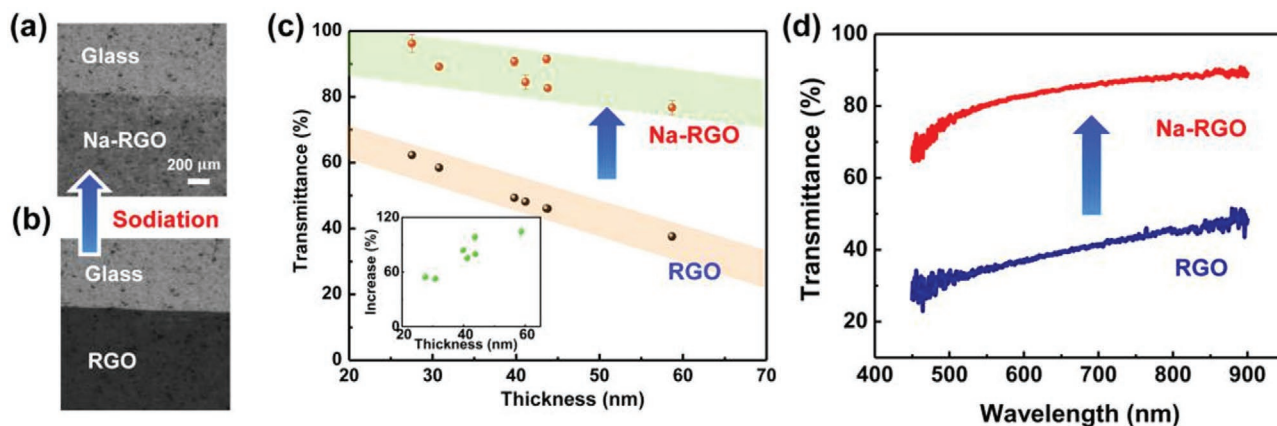 (a)
Glass
Na-RGO
200 μm
Sodiation
(b)
Glass
RGO
(c)
Transmittance (%)
100
80
60
40
20
0
Na-RGO
RGO
Increase (%)
120
60
0
20 40 60
Thickness (nm)
20 30 40 50 60 70
Thickness (nm)
(d)
Transmittance (%)
100
80
60
40
20
Na-RGO
RGO
400 500 600 700 800 900
Wavelength (nm)